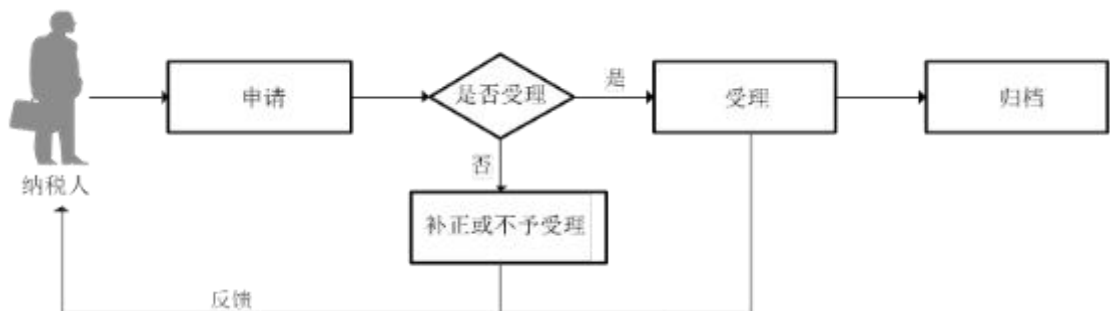 纳税人
申请
是否受理
是
受理
归档
否
补正或不予受理
反馈